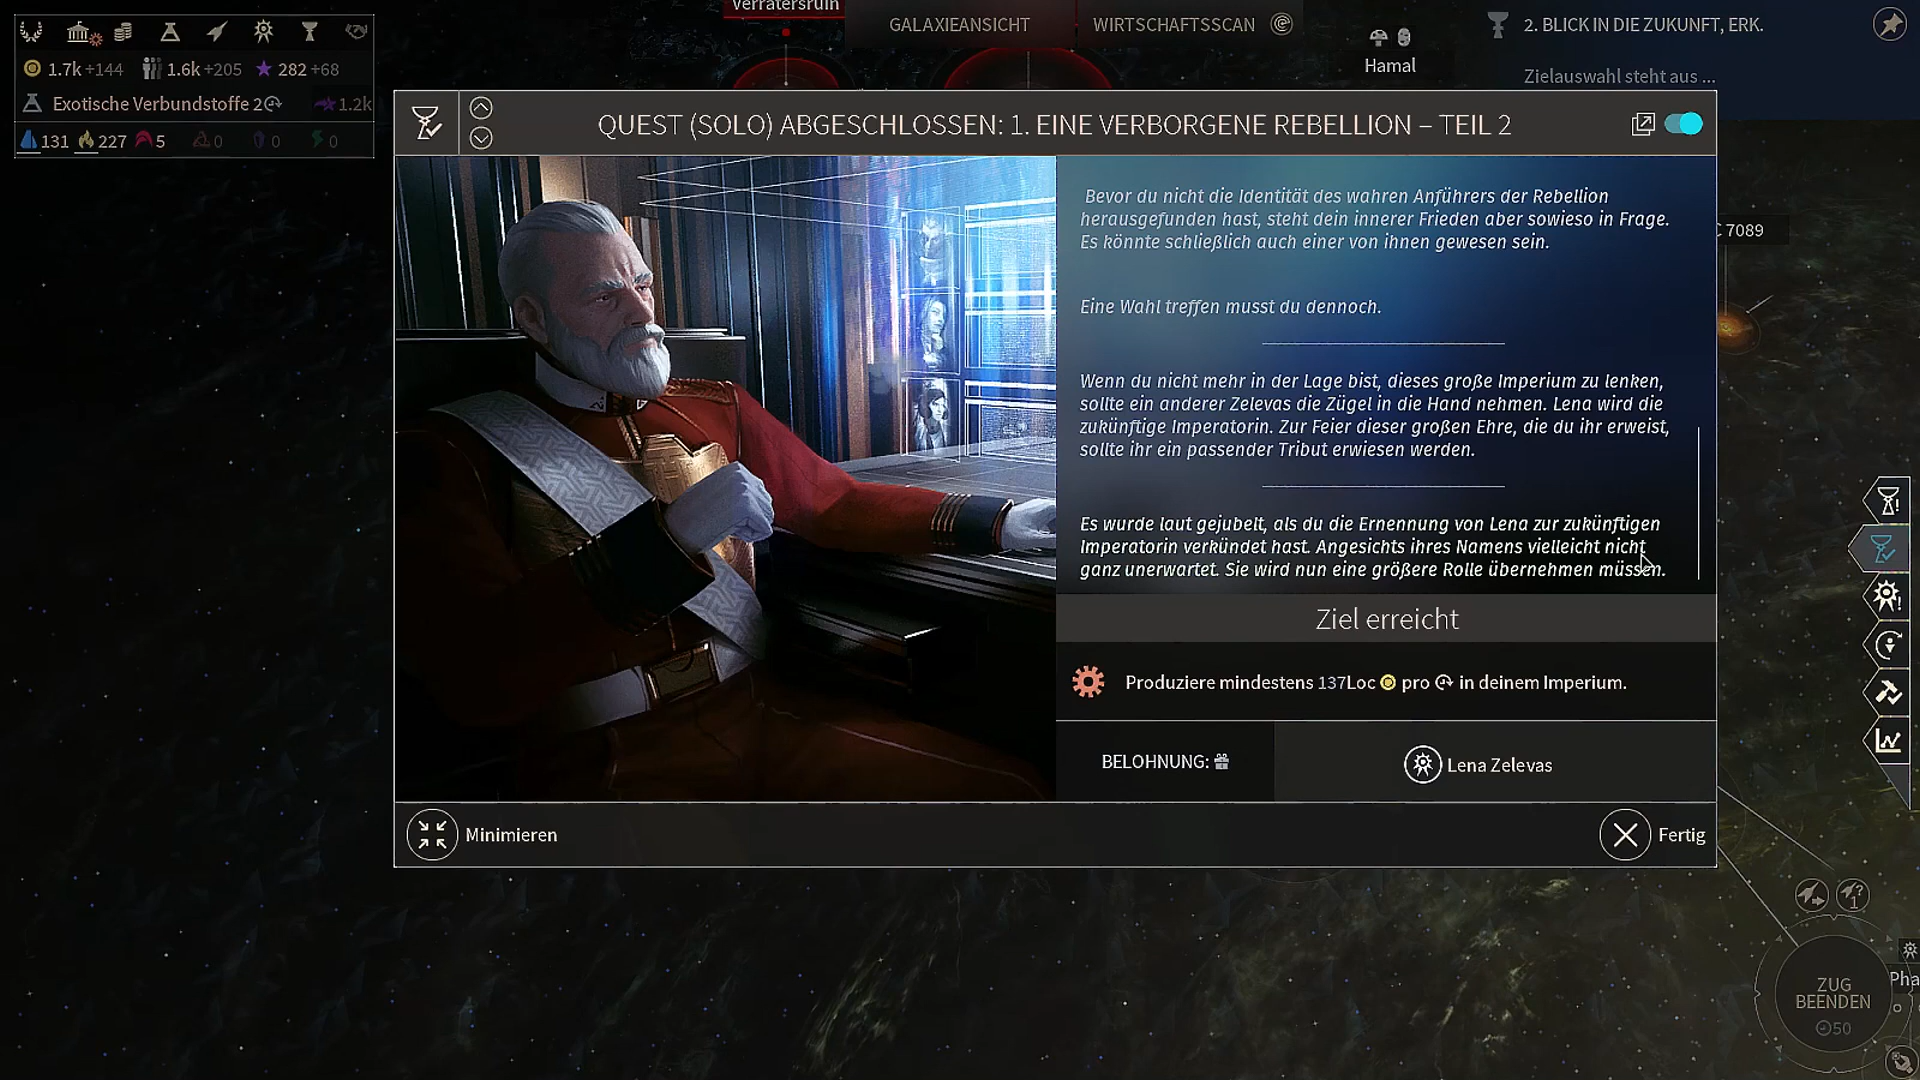 Verrätersruin
GALAXIEANSICHT
WIRTSCHAFTSSCAN
Hamal
2. BLICK IN DIE ZUKUNFT, ERK.
Zielauswahl steht aus ...
1.7k +144 1.6k +205 282 +68
Exotische Verbundstoffe 2 1.2k
131 227 5 0 0 0
QUEST (SOLO) ABGESCHLOSSEN: 1. EINE VERBORGENE REBELLION – TEIL 2
Bevor du nicht die Identität des wahren Anführers der Rebellion
herausgefunden hast, steht dein innerer Frieden aber sowieso in Frage.
Es könnte schließlich auch einer von ihnen gewesen sein.
Eine Wahl treffen musst du dennoch.
Wenn du nicht mehr in der Lage bist, dieses große Imperium zu lenken,
sollte ein anderer Zelevas die Zügel in die Hand nehmen. Lena wird die
zukünftige Imperatorin. Zur Feier dieser großen Ehre, die du ihr erweist,
sollte ihr ein passender Tribut erwiesen werden.
Es wurde laut gejubelt, als du die Ernennung von Lena zur zukünftigen
Imperatorin verkündet hast. Angesichts ihres Namens vielleicht nicht
ganz unerwartet. Sie wird nun eine größere Rolle übernehmen müssen.
Ziel erreicht
Produziere mindestens 137Loc pro in deinem Imperium.
BELOHNUNG:
Lena Zelevas
Minimieren
Fertig
7089
ZUG
BEENDEN
50
Pha